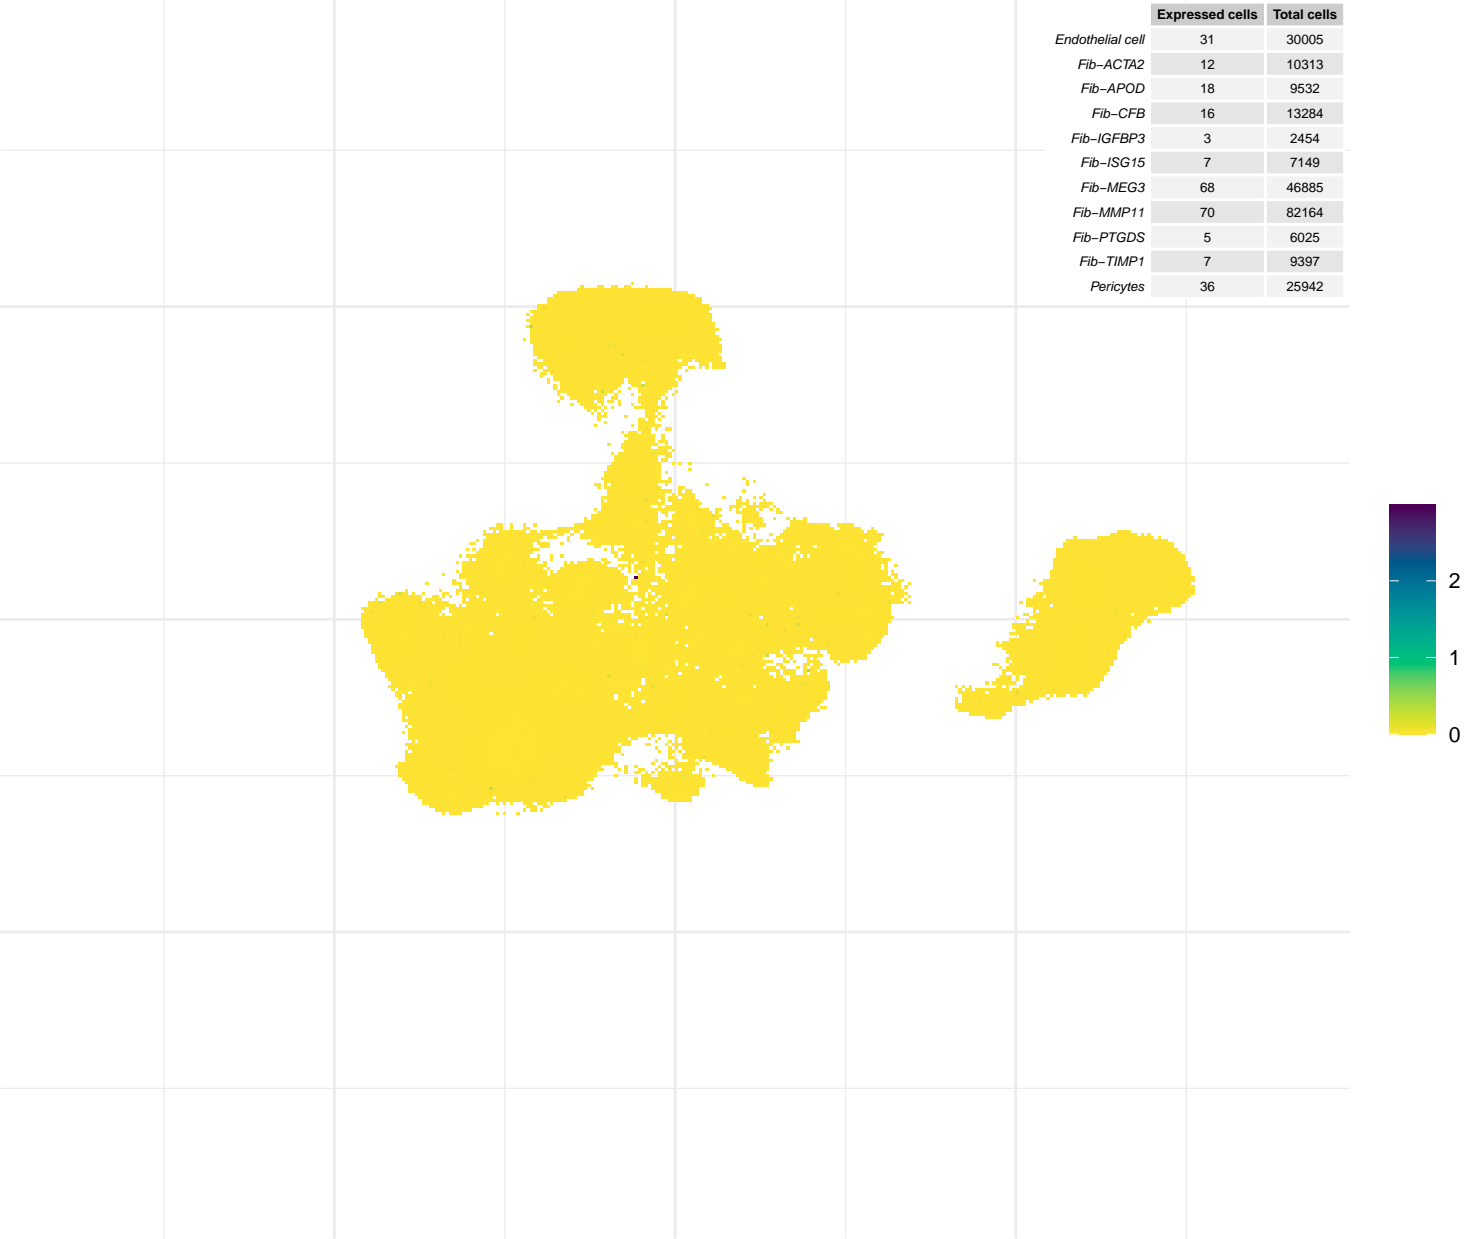 Expressed cells Total cells
Endothelial cell 31 30005
Fib−ACTA2 12 10313
Fib−APOD 18 9532
Fib−CFB 16 13284
Fib−IGFBP3 3 2454
Fib−ISG15 7 7149
Fib−MEG3 68 46885
Fib−MMP11 70 82164
Fib−PTGDS 5 6025
Fib−TIMP1 7 9397
Pericytes 36 25942
2
1
0